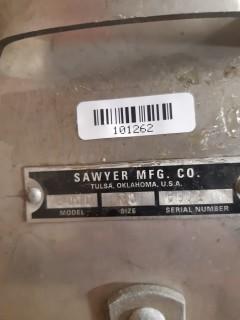 101262
SAWYER MFG. CO.
TULSA, OKLAHOMA, U.S.A.
MODEL SIZE SERIAL NUMBER